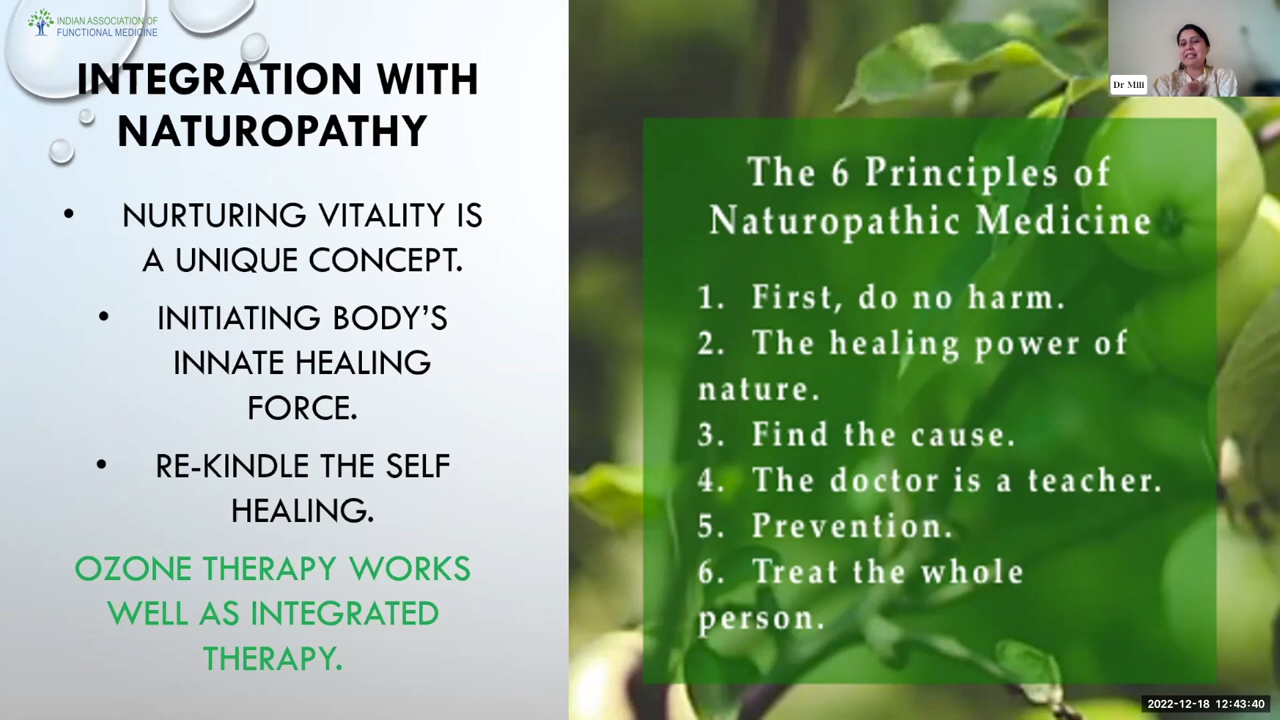 INDIAN ASSOCIATION OF
FUNCTIONAL MEDICINE
INTEGRATION WITH
NATUROPATHY
• NURTURING VITALITY IS
A UNIQUE CONCEPT.
• INITIATING BODY'S
INNATE HEALING
FORCE.
• RE-KINDLE THE SELF
HEALING.
OZONE THERAPY WORKS
WELL AS INTEGRATED
THERAPY.
Dr Mili
The 6 Principles of
Naturopathic Medicine
1. First, do no harm.
2. The healing power of
nature.
3. Find the cause.
4. The doctor is a teacher.
5. Prevention.
6. Treat the whole
person.
2022-12-18 12:43:40